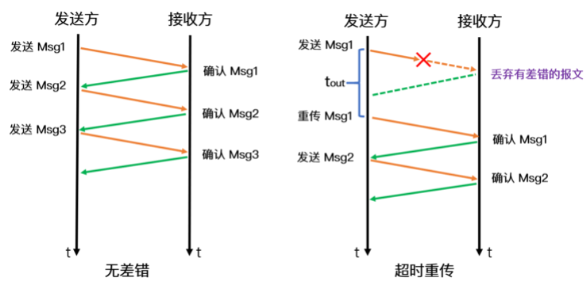 发送方
接收方
发送 Msg1
确认 Msg1
发送 Msg2
确认 Msg2
发送 Msg3
确认 Msg3
t
t
无差错
发送方
接收方
发送 Msg1
tout
丢弃有差错的报文
重传 Msg1
确认 Msg1
发送 Msg2
确认 Msg2
t
t
超时重传